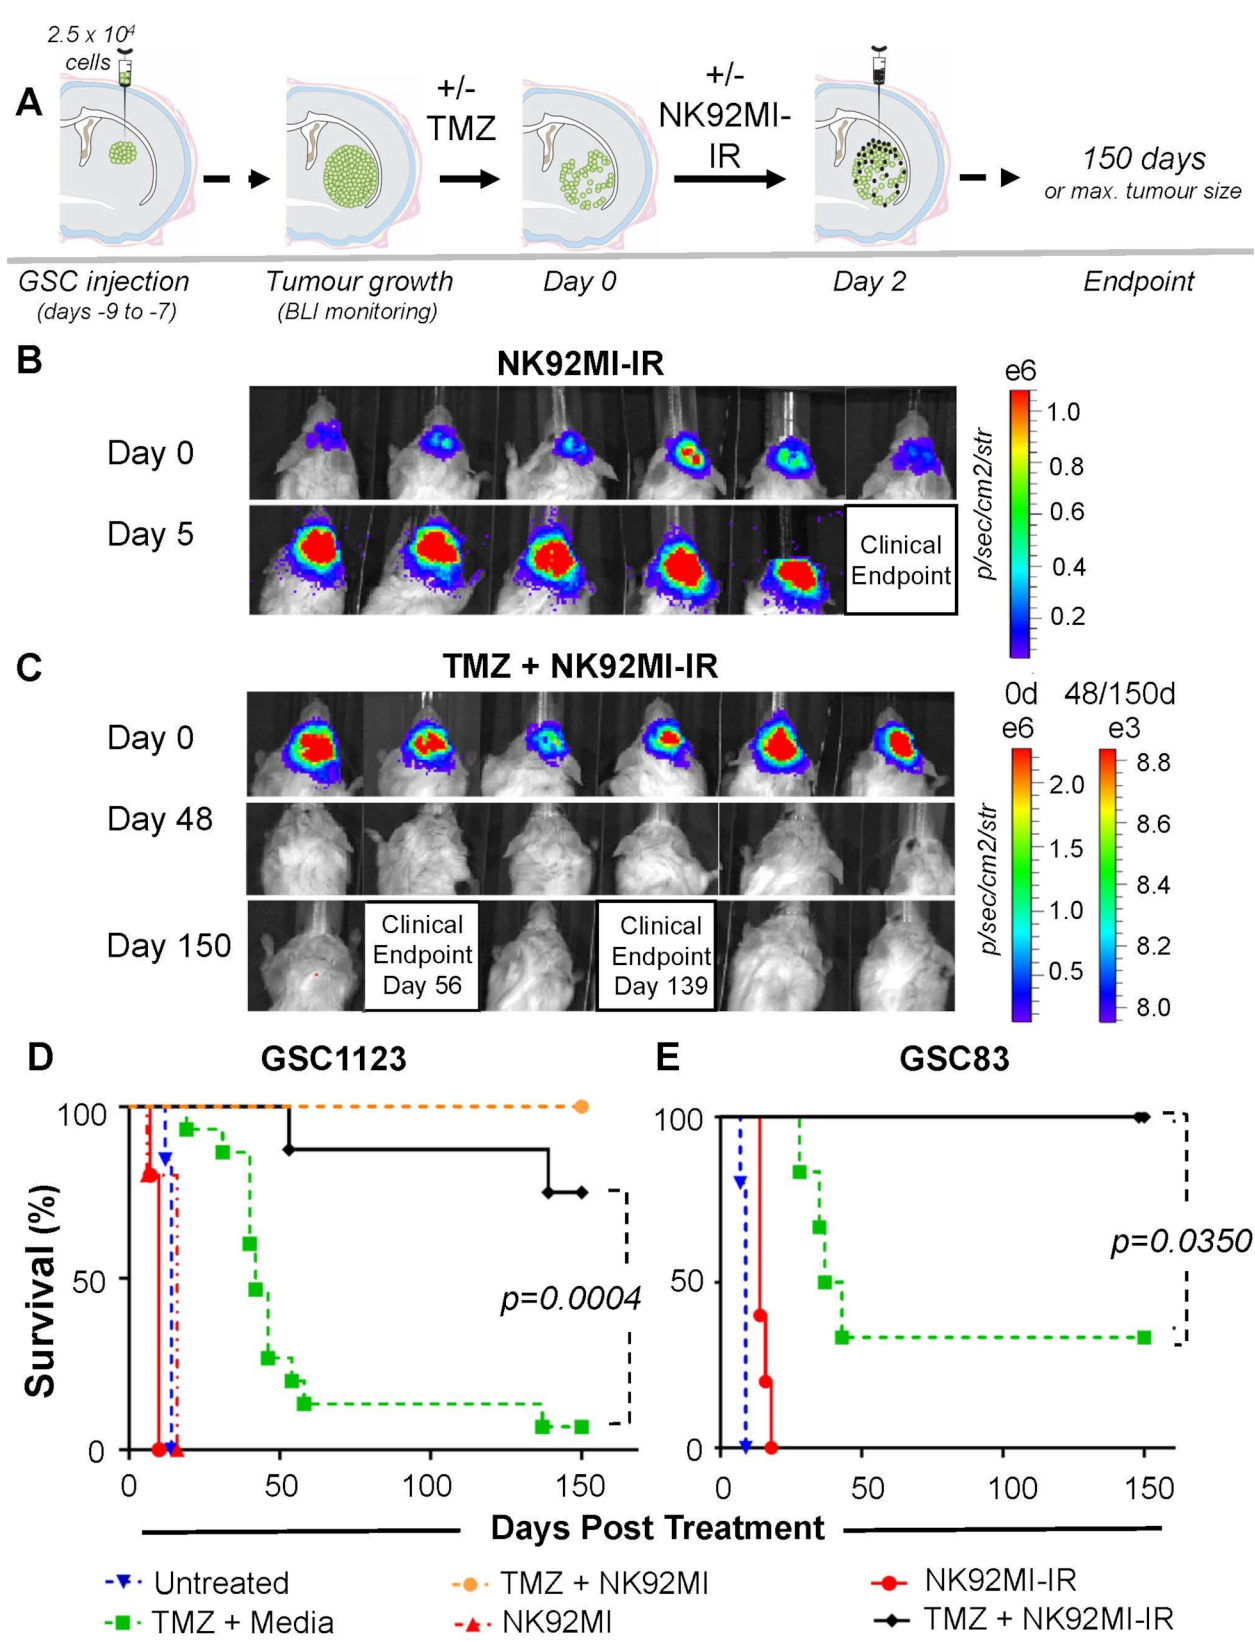 2.5 x 10⁴
cells
A
+/-
TMZ
+/-
NK92MI-
IR
150 days
or max. tumour size
GSC injection
(days -9 to -7)
Tumour growth
(BLI monitoring)
Day 0
Day 2
Endpoint
B
NK92MI-IR
Day 0
Day 5
Clinical
Endpoint
e6
1.0
0.8
0.6
0.4
0.2
p/sec/cm2/str
C
TMZ + NK92MI-IR
Day 0
Day 48
Day 150
Clinical
Endpoint
Day 56
Clinical
Endpoint
Day 139
0d 48/150d
e6 e3
2.0
1.5
1.0
0.5
p/sec/cm2/str
8.8
8.6
8.4
8.2
8.0
D
GSC1123
100
50
0
Survival (%)
0 50 100 150
p=0.0004
E
GSC83
100
50
0
0 50 100 150
p=0.0350
Days Post Treatment
Untreated
TMZ + NK92MI
NK92MI-IR
TMZ + Media
NK92MI
TMZ + NK92MI-IR